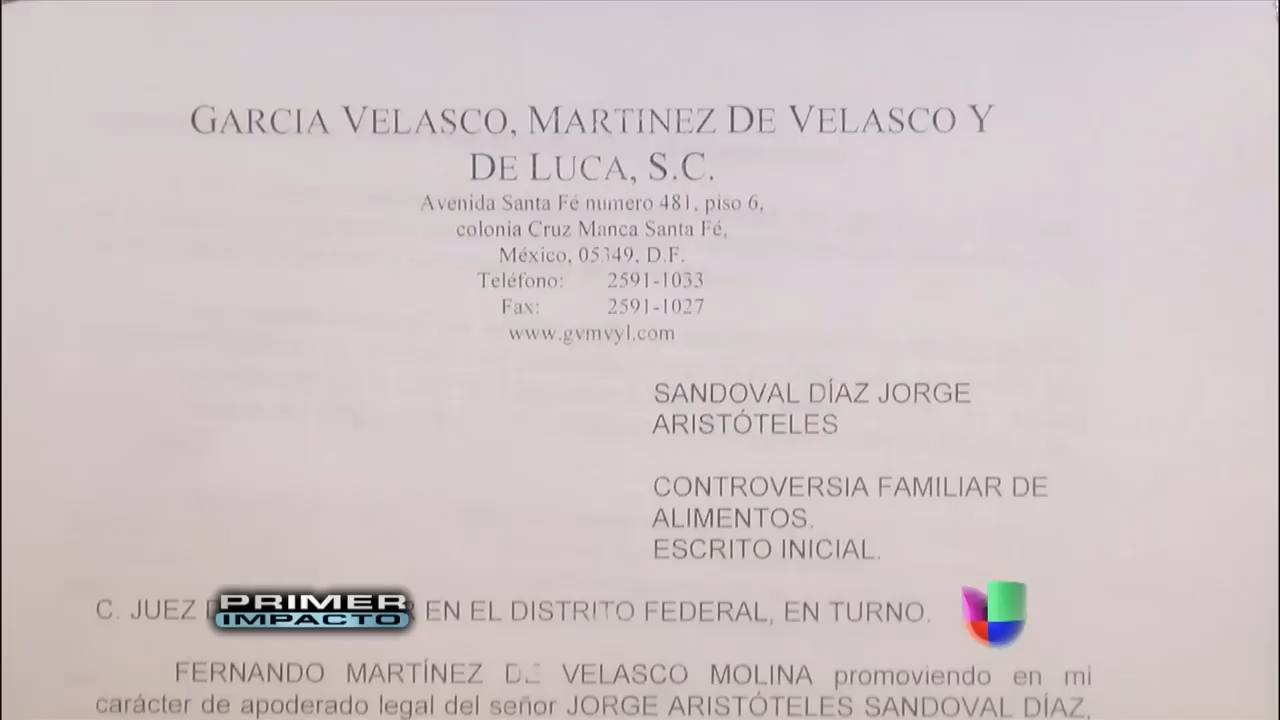 GARCIA VELASCO, MARTINEZ DE VELASCO Y
DE LUCA, S.C.
Avenida Santa Fé numero 481, piso 6,
colonia Cruz Manca Santa Fé,
México, 05349, D.F.
Teléfono: 2591-1033
Fax: 2591-1027
www.gvmvyl.com
SANDOVAL DÍAZ JORGE
ARISTÓTELES
CONTROVERSIA FAMILIAR DE
ALIMENTOS.
ESCRITO INICIAL.
C. JUEZ EN EL DISTRITO FEDERAL, EN TURNO.
PRIMER
IMPACTO
FERNANDO MARTÍNEZ DE VELASCO MOLINA promoviendo en mi
carácter de apoderado legal del señor JORGE ARISTÓTELES SANDOVAL DÍAZ,